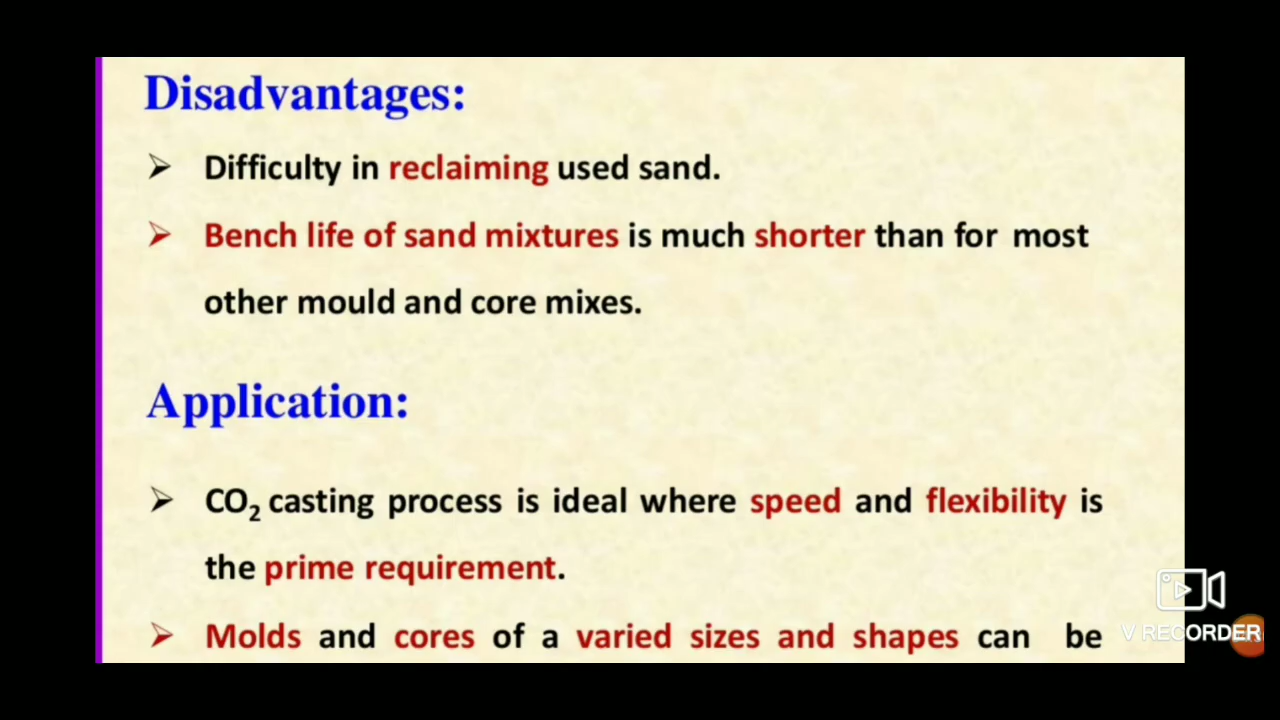 Disadvantages:
➢ Difficulty in reclaiming used sand.
➢ Bench life of sand mixtures is much shorter than for most
other mould and core mixes.
Application:
➢ CO₂ casting process is ideal where speed and flexibility is
the prime requirement.
➢ Molds and cores of a varied sizes and shapes can be
V RECORDER